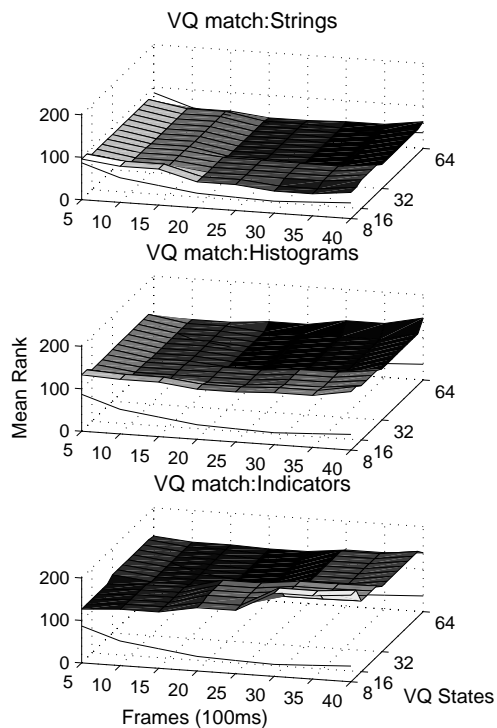 VQ match:Strings
200
100
0
5 10 15 20 25 30 35 40
8 16 32 64
VQ match:Histograms
200
100
0
Mean Rank
5 10 15 20 25 30 35 40
8 16 32 64
VQ match:Indicators
200
100
0
5 10 15 20 25 30 35 40
8 16 32 64
VQ States
Frames (100ms)